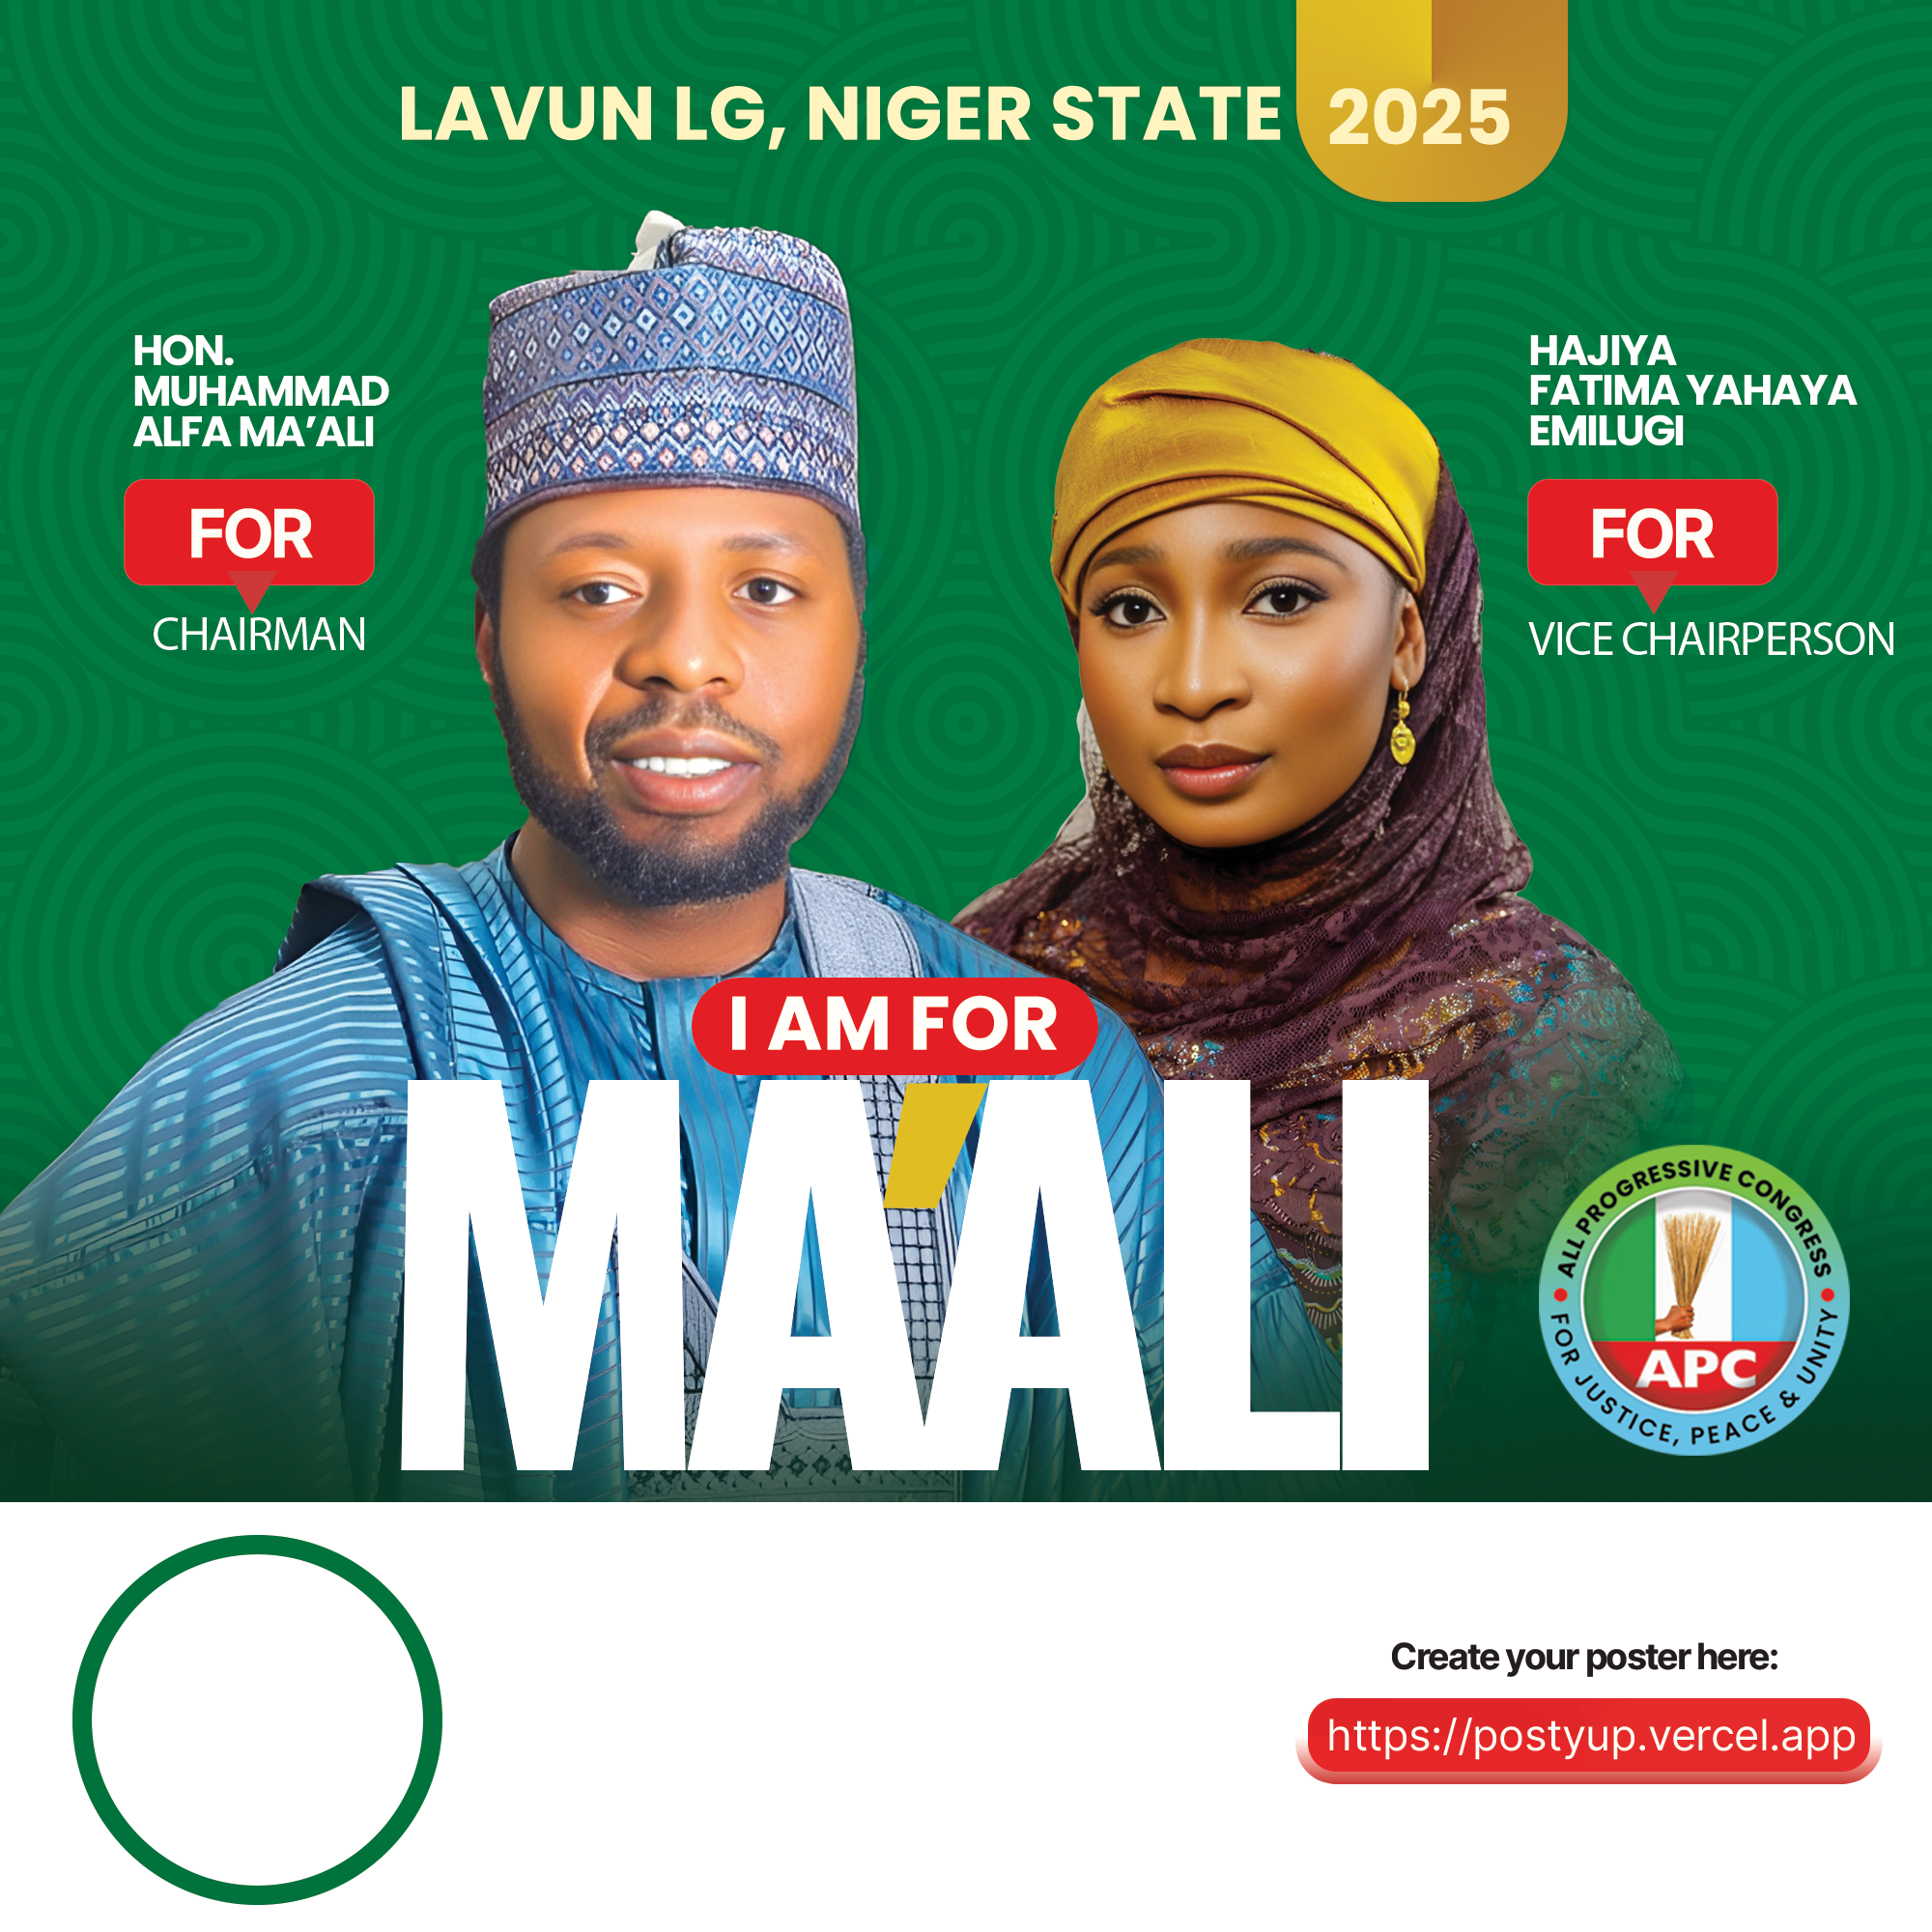 LAVUN LG, NIGER STATE 2025
HON.
MUHAMMAD
ALFA MA’ALI
FOR
CHAIRMAN
HAJIYA
FATIMA YAHAYA
EMILUGI
FOR
VICE CHAIRPERSON
I AM FOR
MA’ALI
ALL PROGRESSIVE CONGRESS
APC
FOR JUSTICE, PEACE & UNITY
Create your poster here:
https://postyup.vercel.app